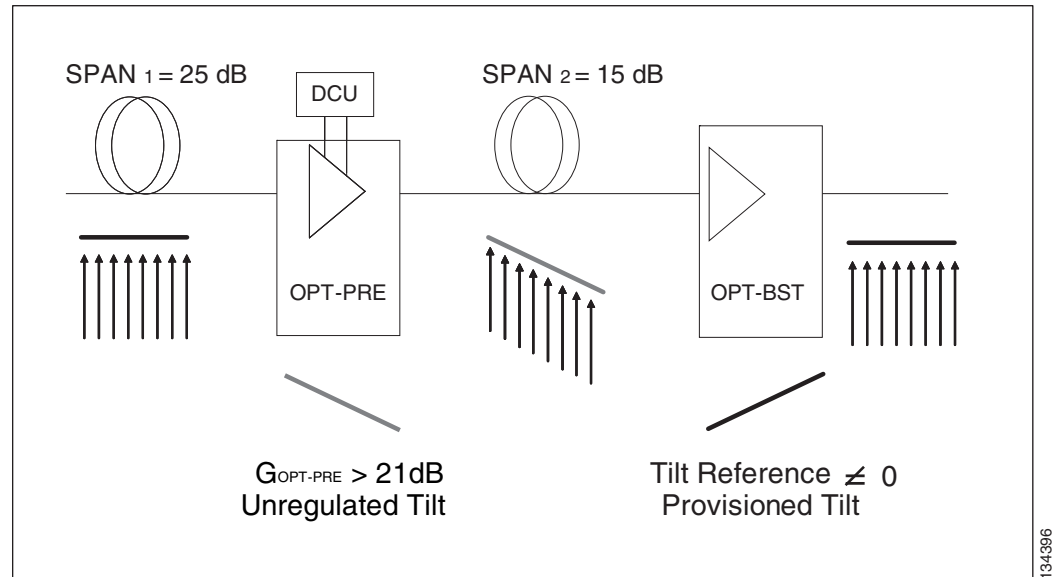 SPAN 1 = 25 dB
SPAN 2 = 15 dB
DCU
OPT-PRE
OPT-BST
GOPT-PRE > 21dB
Unregulated Tilt
Tilt Reference ≠ 0
Provisioned Tilt
134396